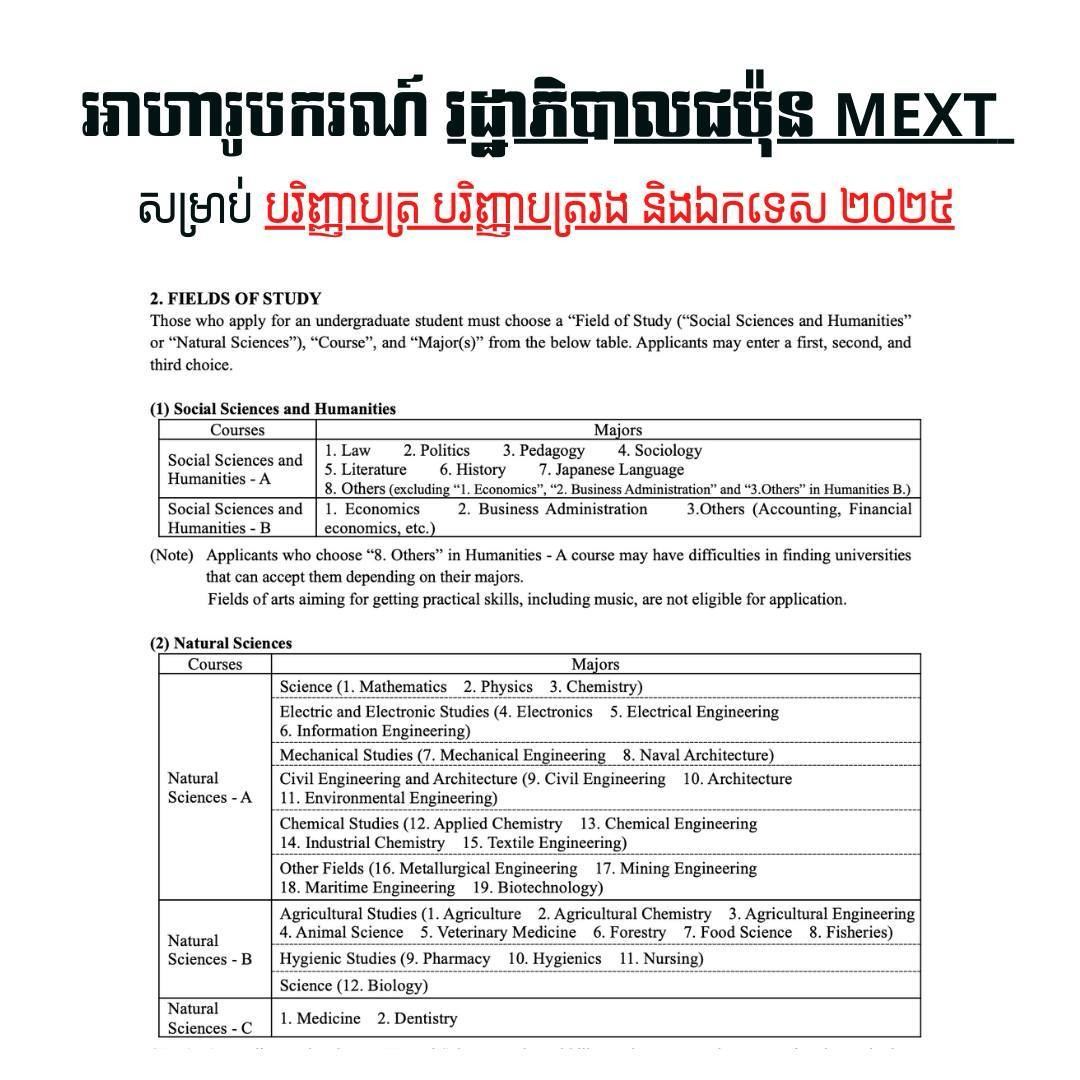 អាហារូបករណ៍ រដ្ឋាភិបាលជប៉ុន MEXT
សម្រាប់ បរិញ្ញាបត្រ បរិញ្ញាបត្ររង និងឯកទេស ២០២៥
2. FIELDS OF STUDY
Those who apply for an undergraduate student must choose a “Field of Study (“Social Sciences and Humanities”
or “Natural Sciences”), “Course”, and “Major(s)” from the below table. Applicants may enter a first, second, and
third choice.
(1) Social Sciences and Humanities
Courses Majors
Social Sciences and
Humanities - A
1. Law 2. Politics 3. Pedagogy 4. Sociology
5. Literature 6. History 7. Japanese Language
8. Others (excluding “1. Economics”, “2. Business Administration” and “3.Others” in Humanities B.)
Social Sciences and
Humanities - B
1. Economics 2. Business Administration 3.Others (Accounting, Financial
economics, etc.)
(Note) Applicants who choose “8. Others” in Humanities - A course may have difficulties in finding universities
that can accept them depending on their majors.
Fields of arts aiming for getting practical skills, including music, are not eligible for application.
(2) Natural Sciences
Courses Majors
Natural
Sciences - A
Science (1. Mathematics 2. Physics 3. Chemistry)
Electric and Electronic Studies (4. Electronics 5. Electrical Engineering
6. Information Engineering)
Mechanical Studies (7. Mechanical Engineering 8. Naval Architecture)
Civil Engineering and Architecture (9. Civil Engineering 10. Architecture
11. Environmental Engineering)
Chemical Studies (12. Applied Chemistry 13. Chemical Engineering
14. Industrial Chemistry 15. Textile Engineering)
Other Fields (16. Metallurgical Engineering 17. Mining Engineering
18. Maritime Engineering 19. Biotechnology)
Natural
Sciences - B
Agricultural Studies (1. Agriculture 2. Agricultural Chemistry 3. Agricultural Engineering
4. Animal Science 5. Veterinary Medicine 6. Forestry 7. Food Science 8. Fisheries)
Hygienic Studies (9. Pharmacy 10. Hygienics 11. Nursing)
Science (12. Biology)
Natural
Sciences - C
1. Medicine 2. Dentistry